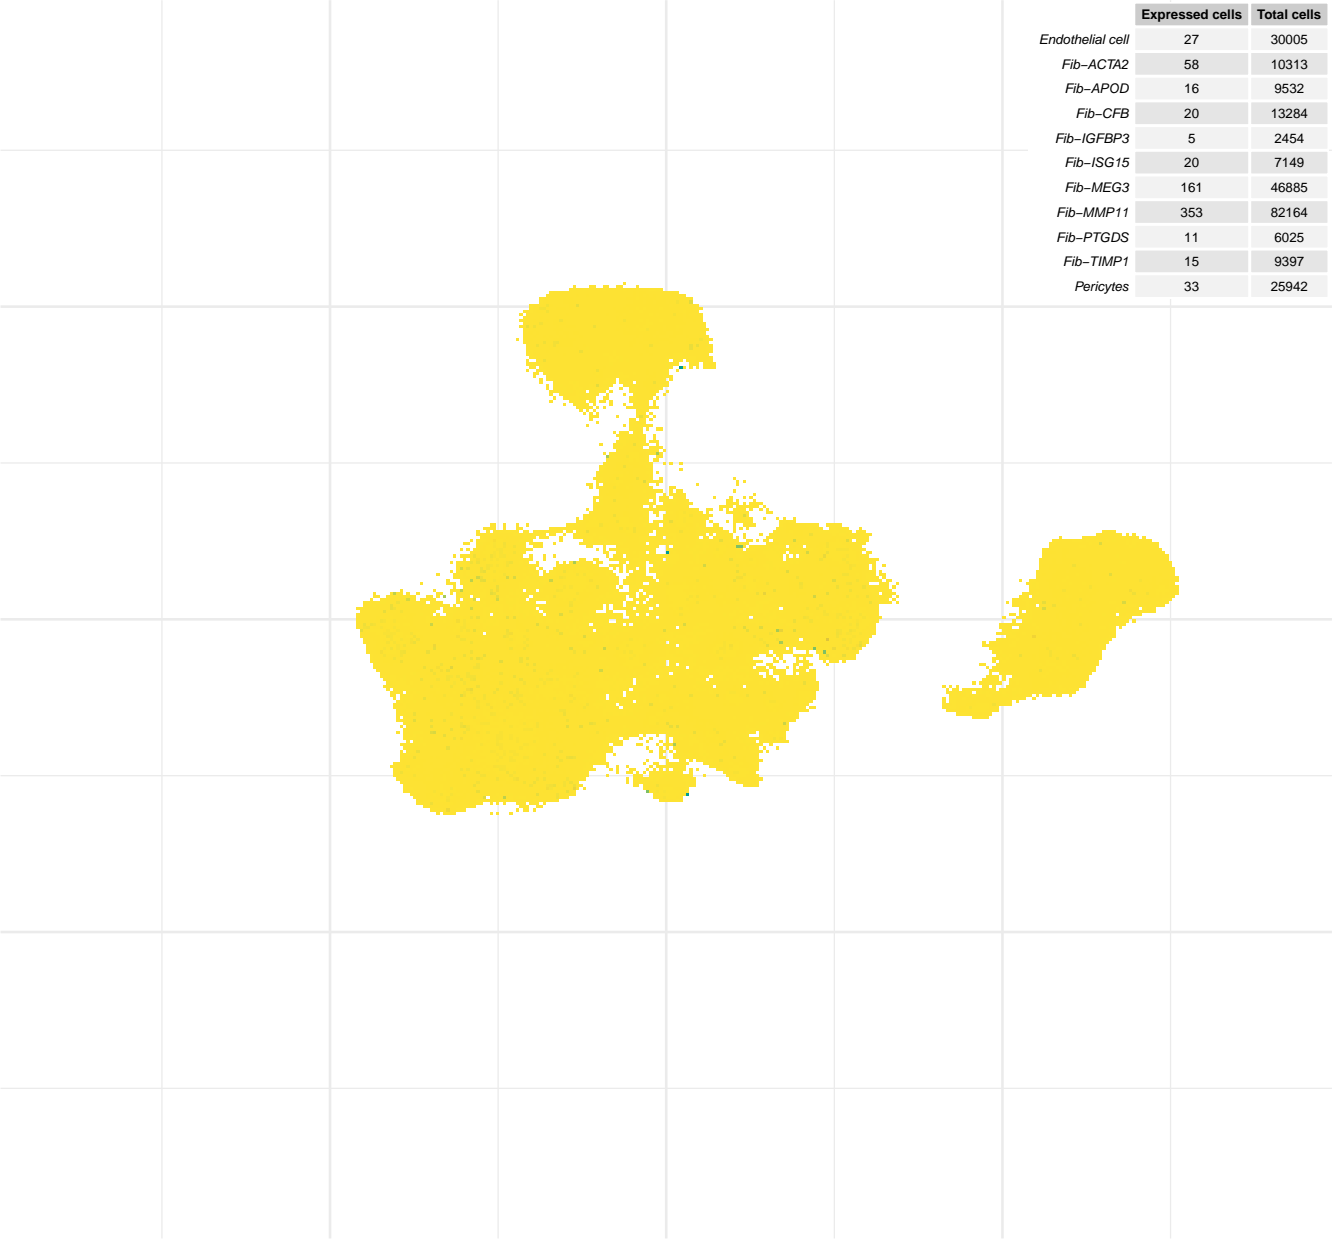 Expressed cells Total cells
Endothelial cell 27 30005
Fib−ACTA2 58 10313
Fib−APOD 16 9532
Fib−CFB 20 13284
Fib−IGFBP3 5 2454
Fib−ISG15 20 7149
Fib−MEG3 161 46885
Fib−MMP11 353 82164
Fib−PTGDS 11 6025
Fib−TIMP1 15 9397
Pericytes 33 25942